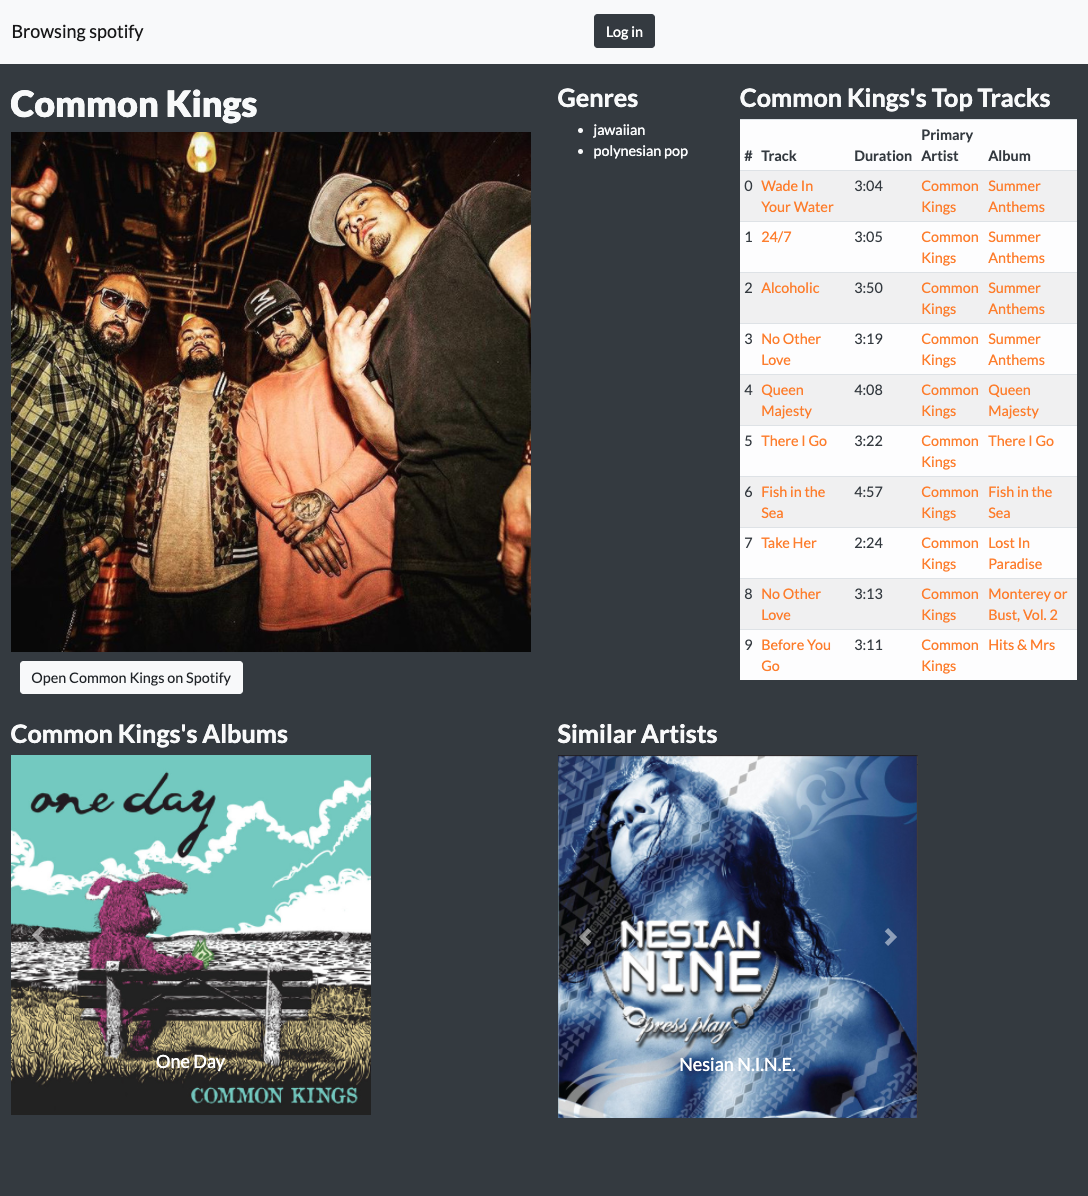 Browsing spotify
Log in
Common Kings
Open Common Kings on Spotify
Genres
jawaiian
polynesian pop
Common Kings's Top Tracks
# Track Duration Primary Artist Album
0 Wade In Your Water 3:04 Common Kings Summer Anthems
1 24/7 3:05 Common Kings Summer Anthems
2 Alcoholic 3:50 Common Kings Summer Anthems
3 No Other Love 3:19 Common Kings Summer Anthems
4 Queen Majesty 4:08 Common Kings Queen Majesty
5 There I Go 3:22 Common Kings There I Go
6 Fish in the Sea 4:57 Common Kings Fish in the Sea
7 Take Her 2:24 Common Kings Lost In Paradise
8 No Other Love 3:13 Common Kings Monterey or Bust, Vol. 2
9 Before You Go 3:11 Common Kings Hits & Mrs
Common Kings's Albums
one day
One Day
COMMON KINGS
Similar Artists
NESIAN
NINE
press play
Nesian N.I.N.E.